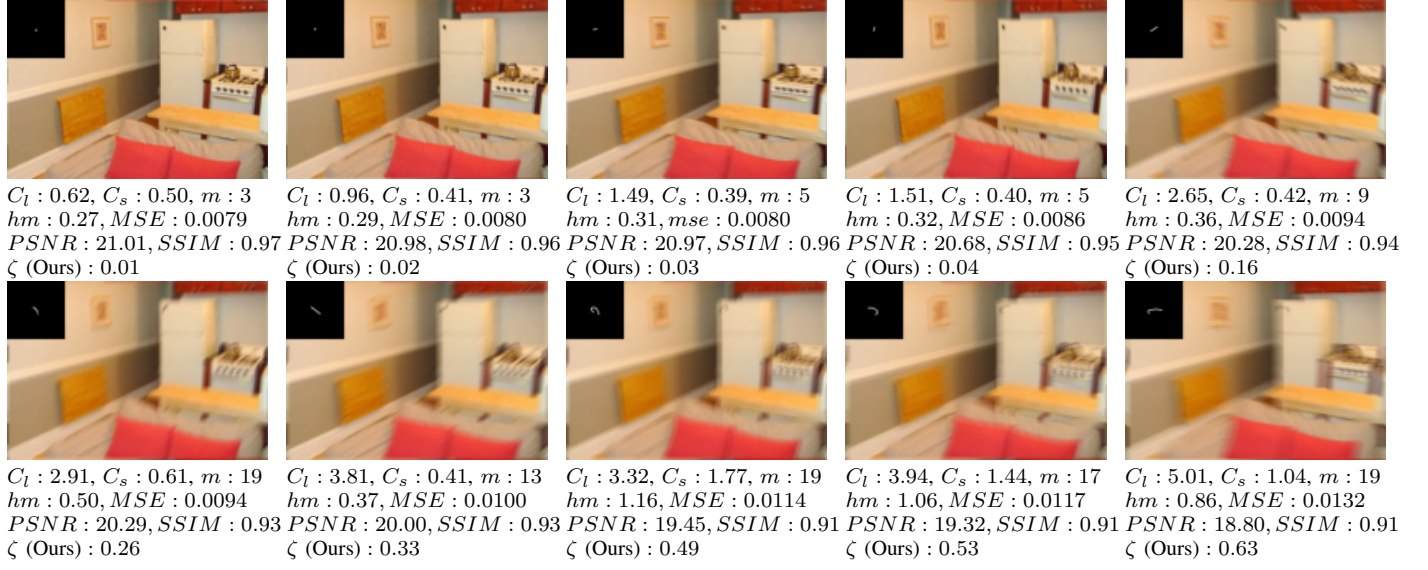 C_l : 0.62, C_s : 0.50, m : 3
hm : 0.27, MSE : 0.0079
PSNR : 21.01, SSIM : 0.97
ζ (Ours) : 0.01
C_l : 0.96, C_s : 0.41, m : 3
hm : 0.29, MSE : 0.0080
PSNR : 20.98, SSIM : 0.96
ζ (Ours) : 0.02
C_l : 1.49, C_s : 0.39, m : 5
hm : 0.31, mse : 0.0080
PSNR : 20.97, SSIM : 0.96
ζ (Ours) : 0.03
C_l : 1.51, C_s : 0.40, m : 5
hm : 0.32, MSE : 0.0086
PSNR : 20.68, SSIM : 0.95
ζ (Ours) : 0.04
C_l : 2.65, C_s : 0.42, m : 9
hm : 0.36, MSE : 0.0094
PSNR : 20.28, SSIM : 0.94
ζ (Ours) : 0.16
C_l : 2.91, C_s : 0.61, m : 19
hm : 0.50, MSE : 0.0094
PSNR : 20.29, SSIM : 0.93
ζ (Ours) : 0.26
C_l : 3.81, C_s : 0.41, m : 13
hm : 0.37, MSE : 0.0100
PSNR : 20.00, SSIM : 0.93
ζ (Ours) : 0.33
C_l : 3.32, C_s : 1.77, m : 19
hm : 1.16, MSE : 0.0114
PSNR : 19.45, SSIM : 0.91
ζ (Ours) : 0.49
C_l : 3.94, C_s : 1.44, m : 17
hm : 1.06, MSE : 0.0117
PSNR : 19.32, SSIM : 0.91
ζ (Ours) : 0.53
C_l : 5.01, C_s : 1.04, m : 19
hm : 0.86, MSE : 0.0132
PSNR : 18.80, SSIM : 0.91
ζ (Ours) : 0.63